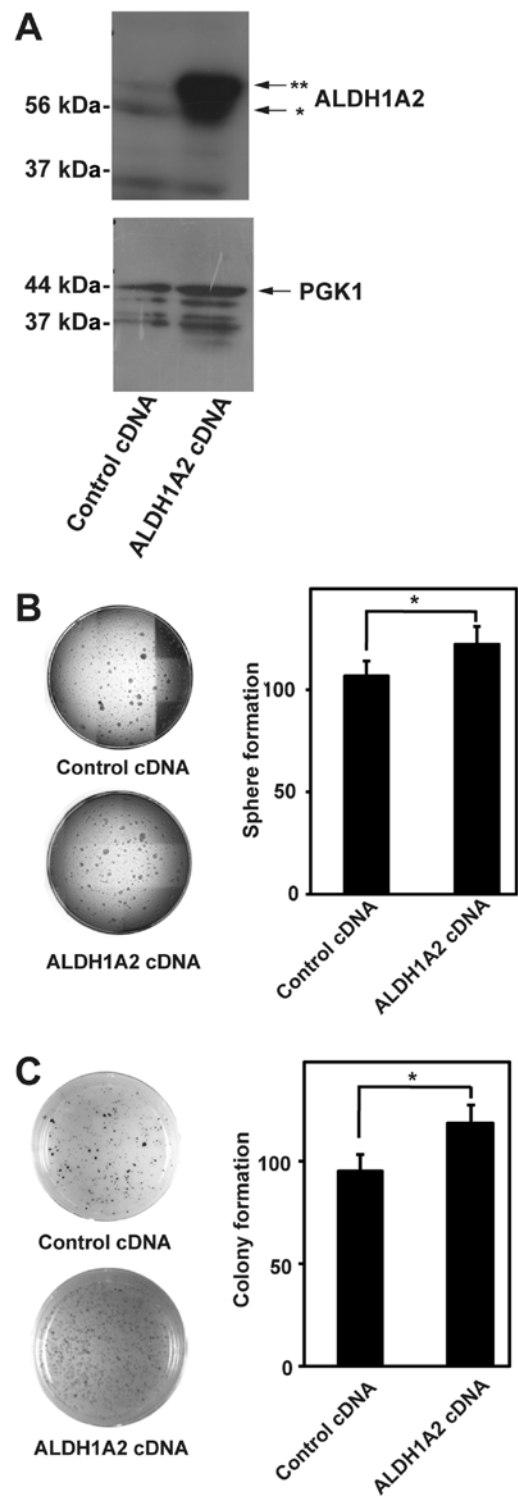 A
56 kDa-
37 kDa-
**
*
ALDH1A2
44 kDa-
37 kDa-
PGK1
Control cDNA
ALDH1A2 cDNA
B
Control cDNA
ALDH1A2 cDNA
Sphere formation
100
50
0
*
Control cDNA
ALDH1A2 cDNA
C
Control cDNA
ALDH1A2 cDNA
Colony formation
100
50
0
*
Control cDNA
ALDH1A2 cDNA